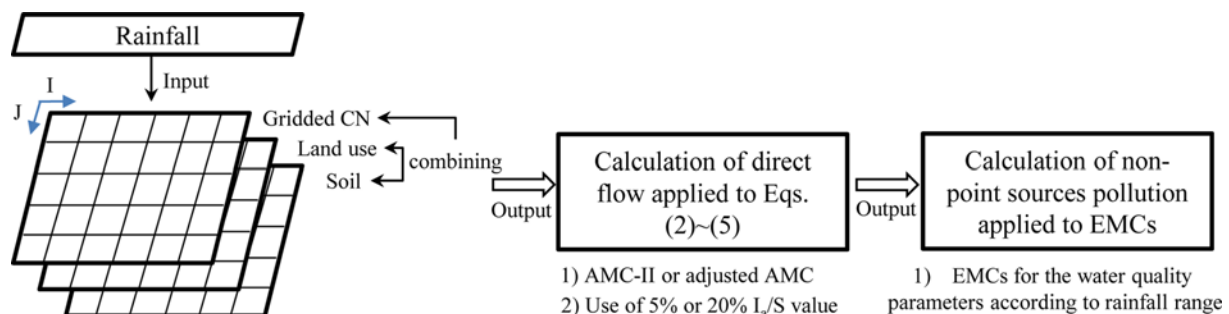 Rainfall
Input
I
J
Gridded CN
Land use
combining
Soil
Output
Calculation of direct
flow applied to Eqs.
(2)~(5)
1) AMC-II or adjusted AMC
2) Use of 5% or 20% Ia/S value
Output
Calculation of non-
point sources pollution
applied to EMCs
1) EMCs for the water quality
parameters according to rainfall range